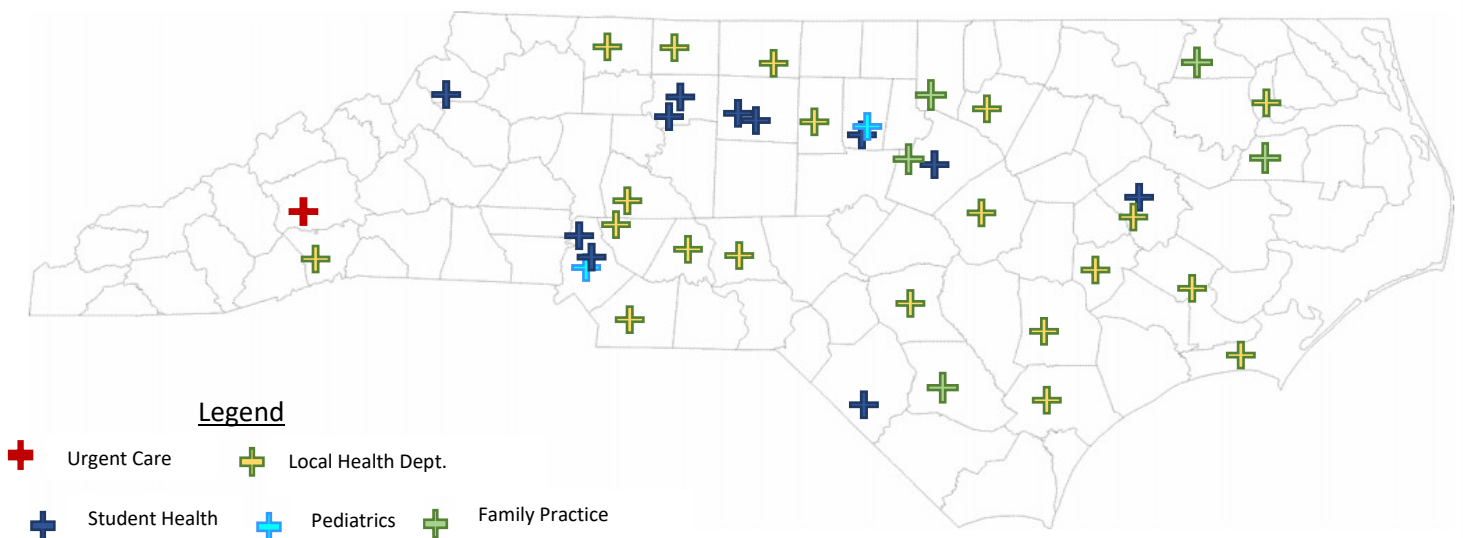 Legend
Urgent Care
Local Health Dept.
Student Health
Pediatrics
Family Practice